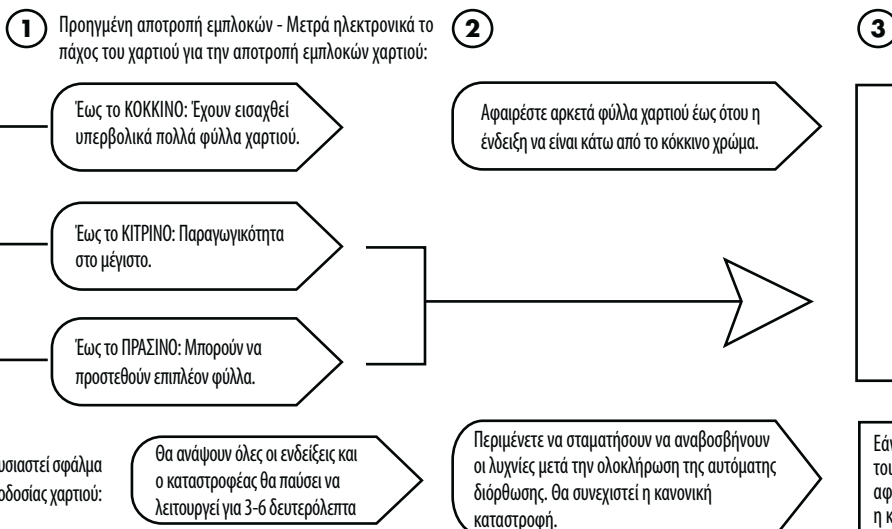 1
Προηγμένη αποτροπή εμπλοκών - Μετρά ηλεκτρονικά το
πάχος του χαρτιού για την αποτροπή εμπλοκών χαρτιού:
2
3
Έως το ΚΟΚΚΙΝΟ: Έχουν εισαχθεί
υπερβολικά πολλά φύλλα χαρτιού.
Αφαιρέστε αρκετά φύλλα χαρτιού έως ότου η
ένδειξη να είναι κάτω από το κόκκινο χρώμα.
Έως το ΚΙΤΡΙΝΟ: Παραγωγικότητα
στο μέγιστο.
Έως το ΠΡΑΣΙΝΟ: Μπορούν να
προστεθούν επιπλέον φύλλα.
σφάλμα
χαρτιού:
Θα ανάψουν όλες οι ενδείξεις και
ο καταστροφέας θα παύσει να
λειτουργεί για 3-6 δευτερόλεπτα
Περιμένετε να σταματήσουν να αναβοσβήνουν
οι λυχνίες μετά την ολοκλήρωση της αυτόματης
διόρθωσης. Θα συνεχιστεί η κανονική
καταστροφή.